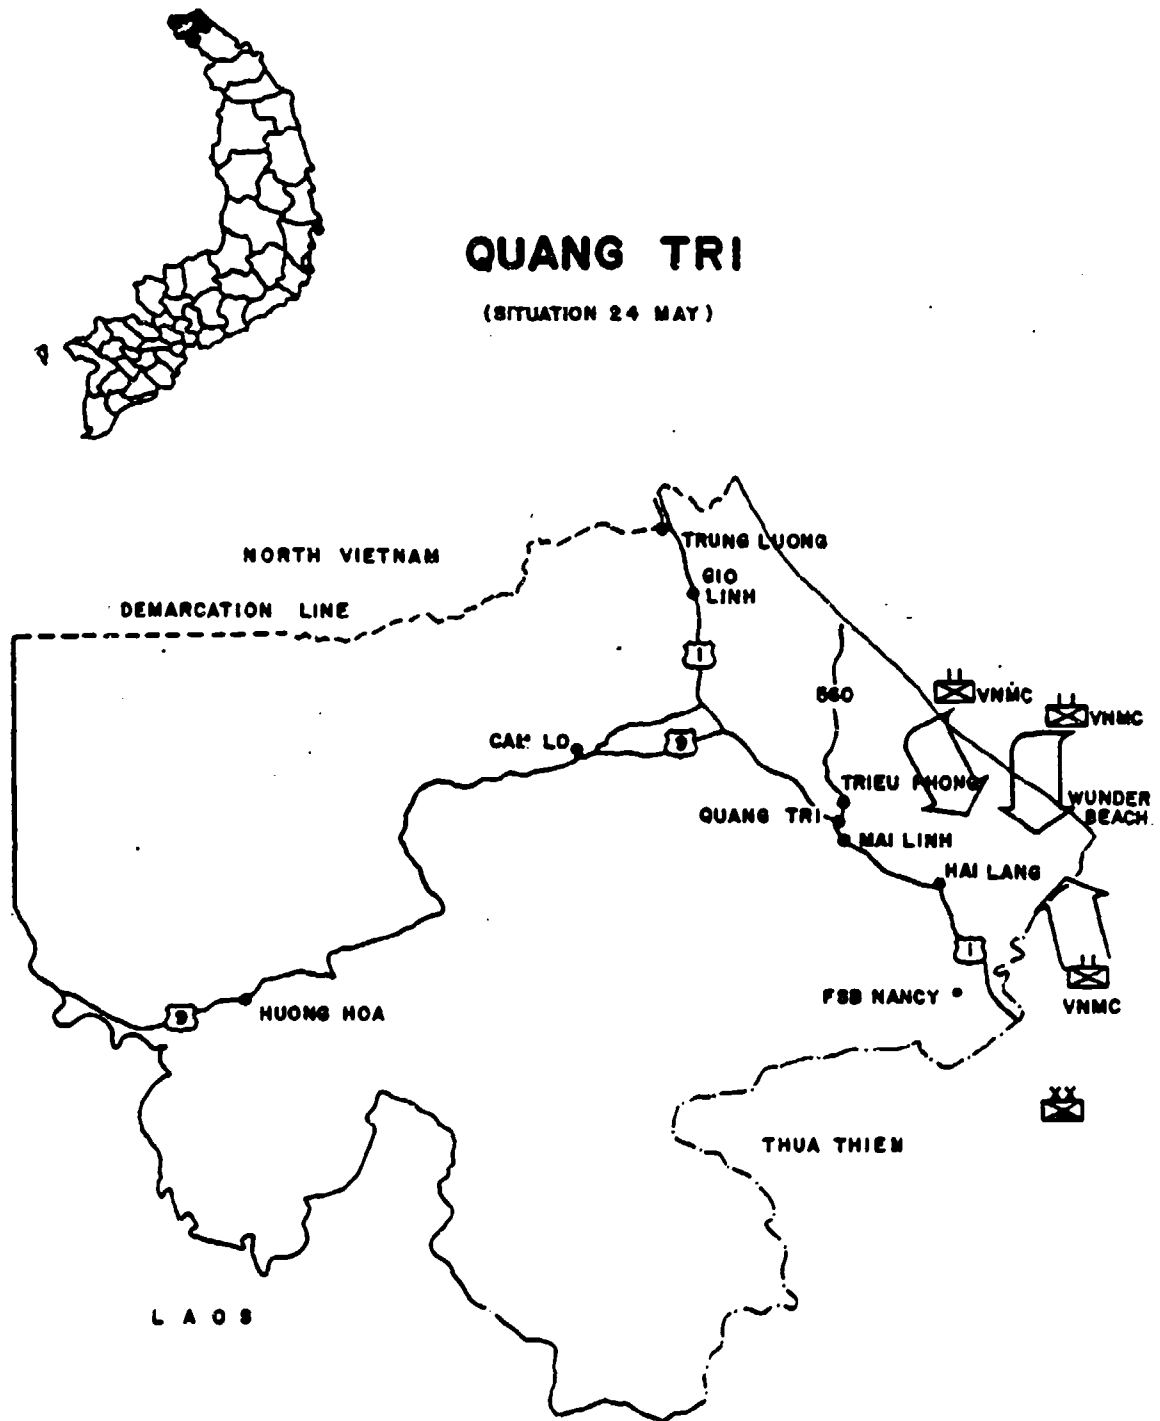 QUANG TRI
(SITUATION 24 MAY)
NORTH VIETNAM
TRUNG LUONG
GIO
LINH
DEMARCATION LINE
1
560
VNMC
VNMC
CAM LO
9
TRIEU PHONG
WUNDER
BEACH
QUANG TRI
MAI LINH
HAI LANG
1
FSB NANCY
VNMC
9
HUONG HOA
XX
THUA THIEN
LAOS